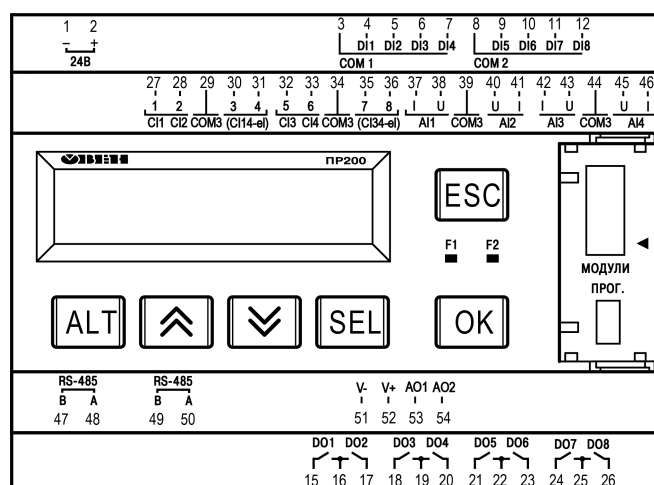 1 2 3 4 5 6 7 8 9 10 11 12
− + DI1 DI2 DI3 DI4 DI5 DI6 DI7 DI8
24В COM 1 COM 2
27 28 29 30 31 32 33 34 35 36 37 38 39 40 41 42 43 44 45 46
1 2 3 4 5 6 7 8 I U U I I U U I
CI1 CI2 COM3 (CI14-el) CI3 CI4 COM3 (CI34-el) AI1 COM3 AI2 AI3 COM3 AI4
ОВЕН ПР200
ESC
F1 F2
МОДУЛИ
ПРОГ.
ALT SEL OK
RS-485 RS-485
B A B A V- V+ AO1 AO2
47 48 49 50 51 52 53 54
DO1 DO2 DO3 DO4 DO5 DO6 DO7 DO8
15 16 17 18 19 20 21 22 23 24 25 26